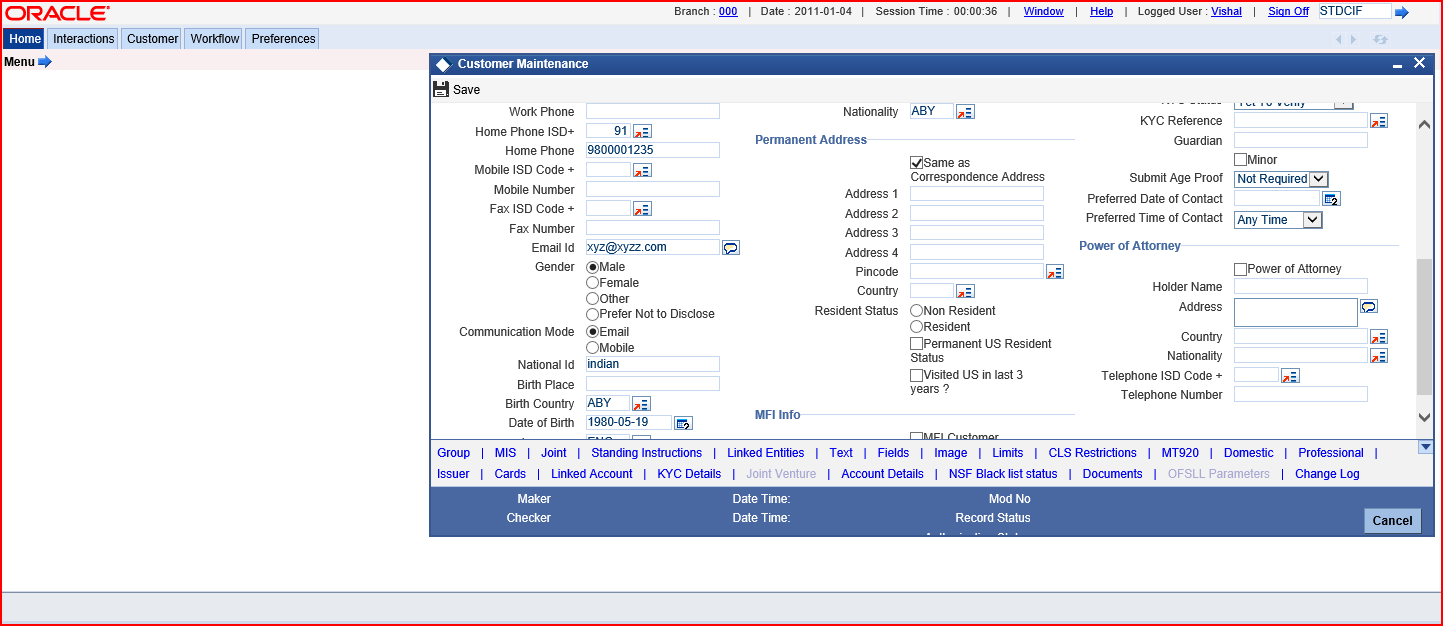 ORACLE
Branch : 000 | Date : 2011-01-04 | Session Time : 00:00:36 | Window | Help | Logged User : Vishal | Sign Off STDCIF
Home Interactions Customer Workflow Preferences
Menu
Customer Maintenance
Save
Work Phone
Home Phone ISD+ 91
Home Phone 9800001235
Mobile ISD Code +
Mobile Number
Fax ISD Code +
Fax Number
Email Id xyz@xyzz.com
Gender Male
Female
Other
Prefer Not to Disclose
Communication Mode Email
Mobile
National Id indian
Birth Place
Birth Country ABY
Date of Birth 1980-05-19
Nationality ABY
Permanent Address
Same as
Correspondence Address
Address 1
Address 2
Address 3
Address 4
Pincode
Country
Resident Status Non Resident
Resident
Permanent US Resident
Status
Visited US in last 3
years ?
MFI Info
MFI Customer
Yet To Verify
KYC Reference
Guardian
Minor
Submit Age Proof Not Required
Preferred Date of Contact
Preferred Time of Contact Any Time
Power of Attorney
Power of Attorney
Holder Name
Address
Country
Nationality
Telephone ISD Code +
Telephone Number
Group | MIS | Joint | Standing Instructions | Linked Entities | Text | Fields | Image | Limits | CLS Restrictions | MT920 | Domestic | Professional |
Issuer | Cards | Linked Account | KYC Details | Joint Venture | Account Details | NSF Black list status | Documents | OFSLL Parameters | Change Log
Maker Date Time: Mod No
Checker Date Time: Record Status
Cancel